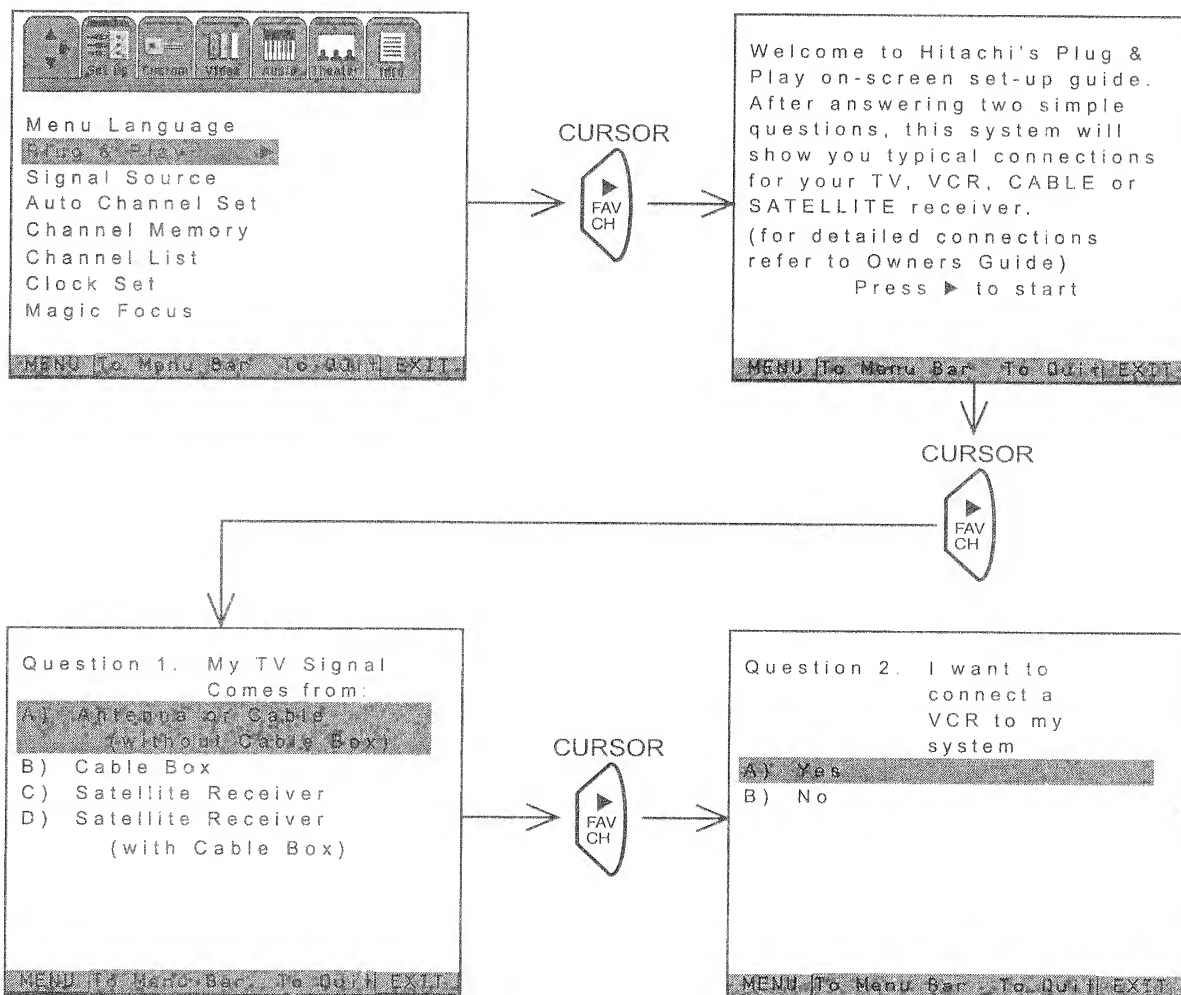 Set Up Custom Video Audio Theater Info
Menu Language
Plug & Play ▶
Signal Source
Auto Channel Set
Channel Memory
Channel List
Clock Set
Magic Focus
MENU To Menu Bar To Quit EXIT
CURSOR
▶
FAV
CH
Welcome to Hitachi's Plug &
Play on-screen set-up guide.
After answering two simple
questions, this system will
show you typical connections
for your TV, VCR, CABLE or
SATELLITE receiver.
(for detailed connections
refer to Owners Guide)
Press ▶ to start
MENU To Menu Bar To Quit EXIT
CURSOR
▶
FAV
CH
Question 1. My TV Signal
Comes from:
A) Antenna or Cable
(without Cable Box)
B) Cable Box
C) Satellite Receiver
D) Satellite Receiver
(with Cable Box)
MENU To Menu Bar To Quit EXIT
CURSOR
▶
FAV
CH
Question 2. I want to
connect a
VCR to my
system
A) Yes
B) No
MENU To Menu Bar To Quit EXIT